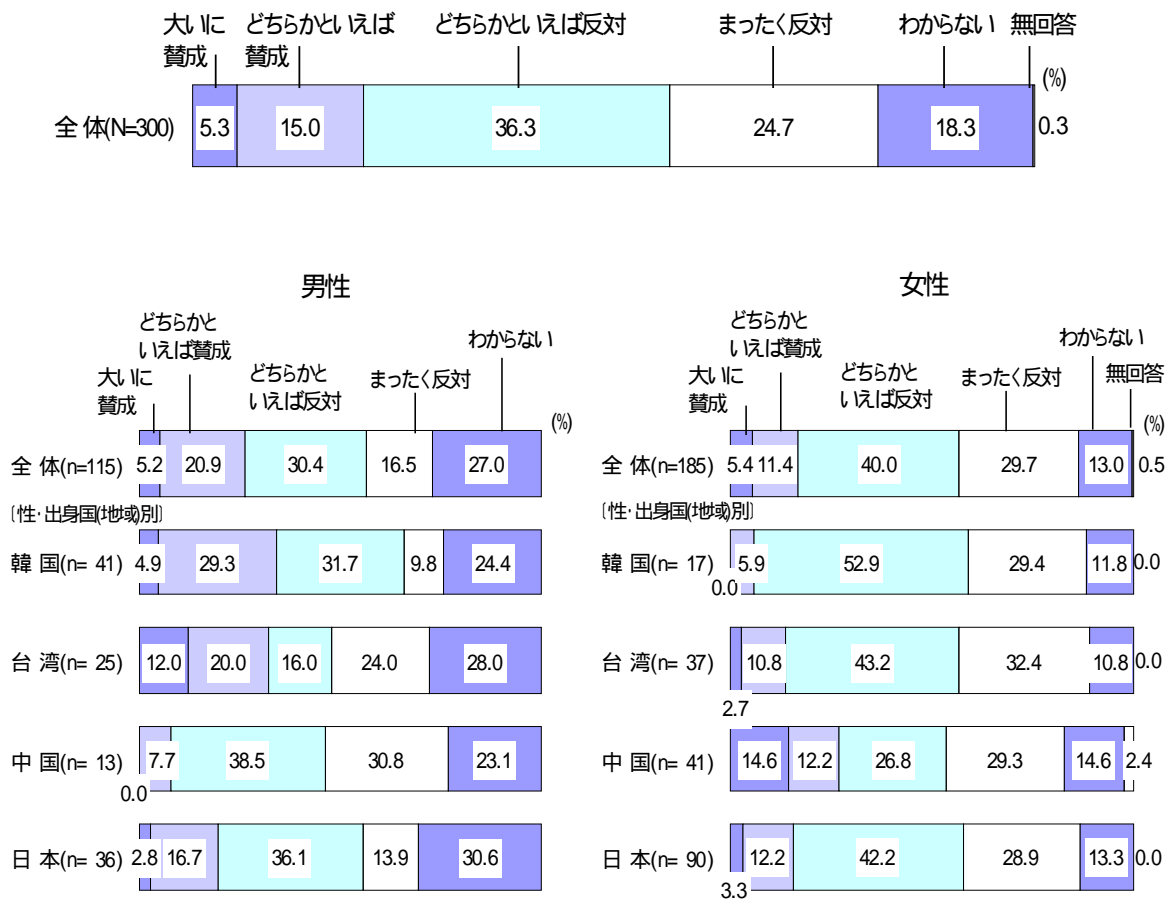 大いに賛成 どちらかといえば賛成 どちらかといえば反対 まったく反対 わからない 無回答
(%)
全 体(N=300) 5.3 15.0 36.3 24.7 18.3 0.3
男性
大いに賛成 どちらかといえば賛成 どちらかといえば反対 まったく反対 わからない
(%)
全 体(n=115) 5.2 20.9 30.4 16.5 27.0
〔性・出身国(地域)別〕
韓 国(n= 41) 4.9 29.3 31.7 9.8 24.4
台 湾(n= 25) 12.0 20.0 16.0 24.0 28.0
中 国(n= 13) 0.0 7.7 38.5 30.8 23.1
日 本(n= 36) 2.8 16.7 36.1 13.9 30.6
女性
大いに賛成 どちらかといえば賛成 どちらかといえば反対 まったく反対 わからない 無回答
(%)
全 体(n=185) 5.4 11.4 40.0 29.7 13.0 0.5
〔性・出身国(地域)別〕
韓 国(n= 17) 0.0 5.9 52.9 29.4 11.8 0.0
台 湾(n= 37) 2.7 10.8 43.2 32.4 10.8 0.0
中 国(n= 41) 14.6 12.2 26.8 29.3 14.6 2.4
日 本(n= 90) 3.3 12.2 42.2 28.9 13.3 0.0